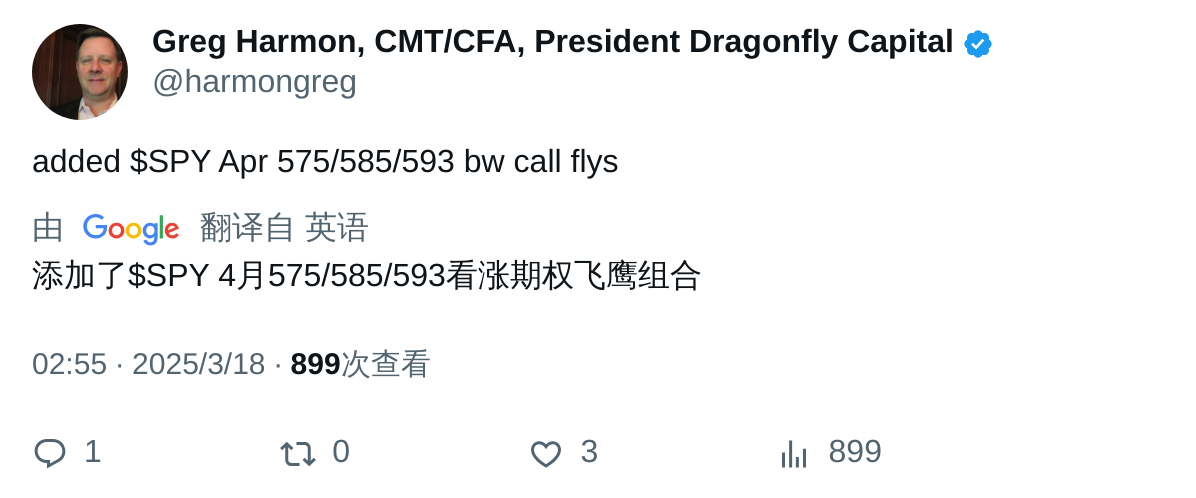 Greg Harmon, CMT/CFA, President Dragonfly Capital
@harmongreg
added $SPY Apr 575/585/593 bw call flys
由 Google 翻译自 英语
添加了$SPY 4月575/585/593看涨期权飞鹰组合
02:55 · 2025/3/18 · 899次查看
1 0 3 899